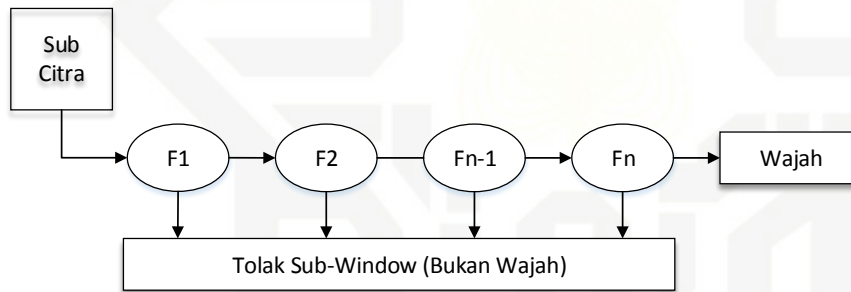 Sub
Citra
F1
F2
Fn-1
Fn
Wajah
Tolak Sub-Window (Bukan Wajah)